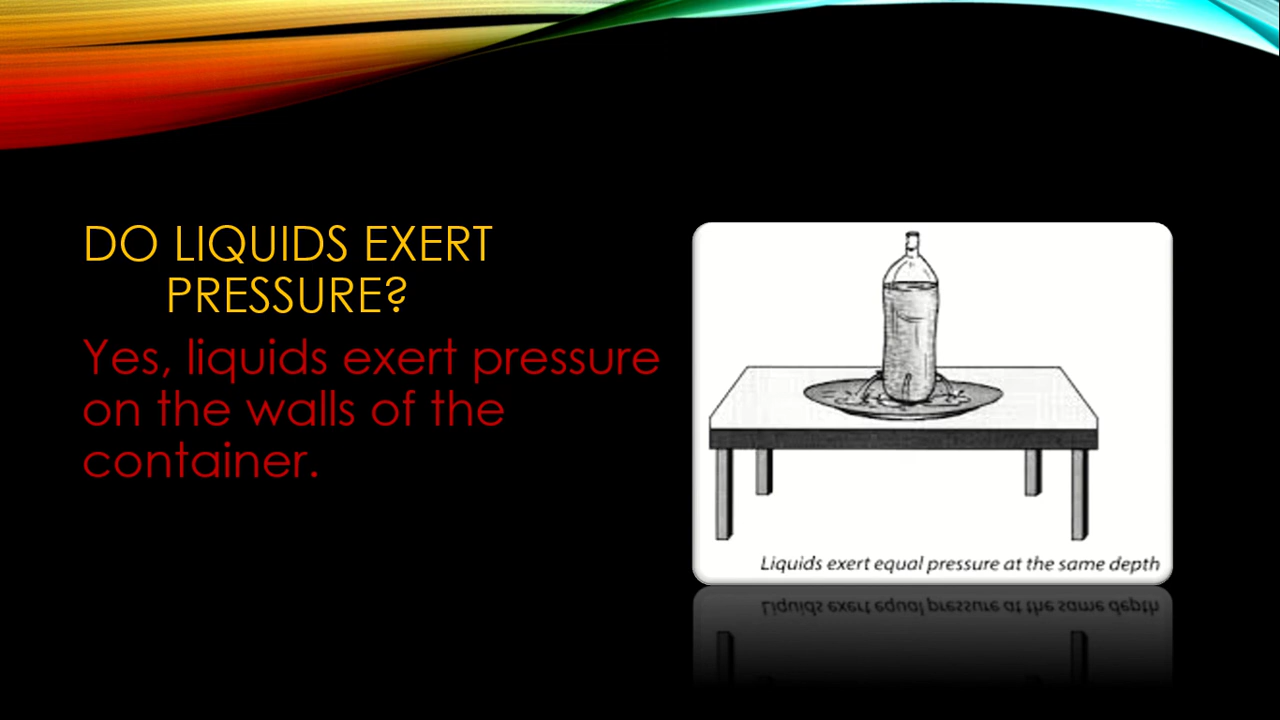 DO LIQUIDS EXERT
PRESSURE?
Yes, liquids exert pressure
on the walls of the
container.
Liquids exert equal pressure at the same depth